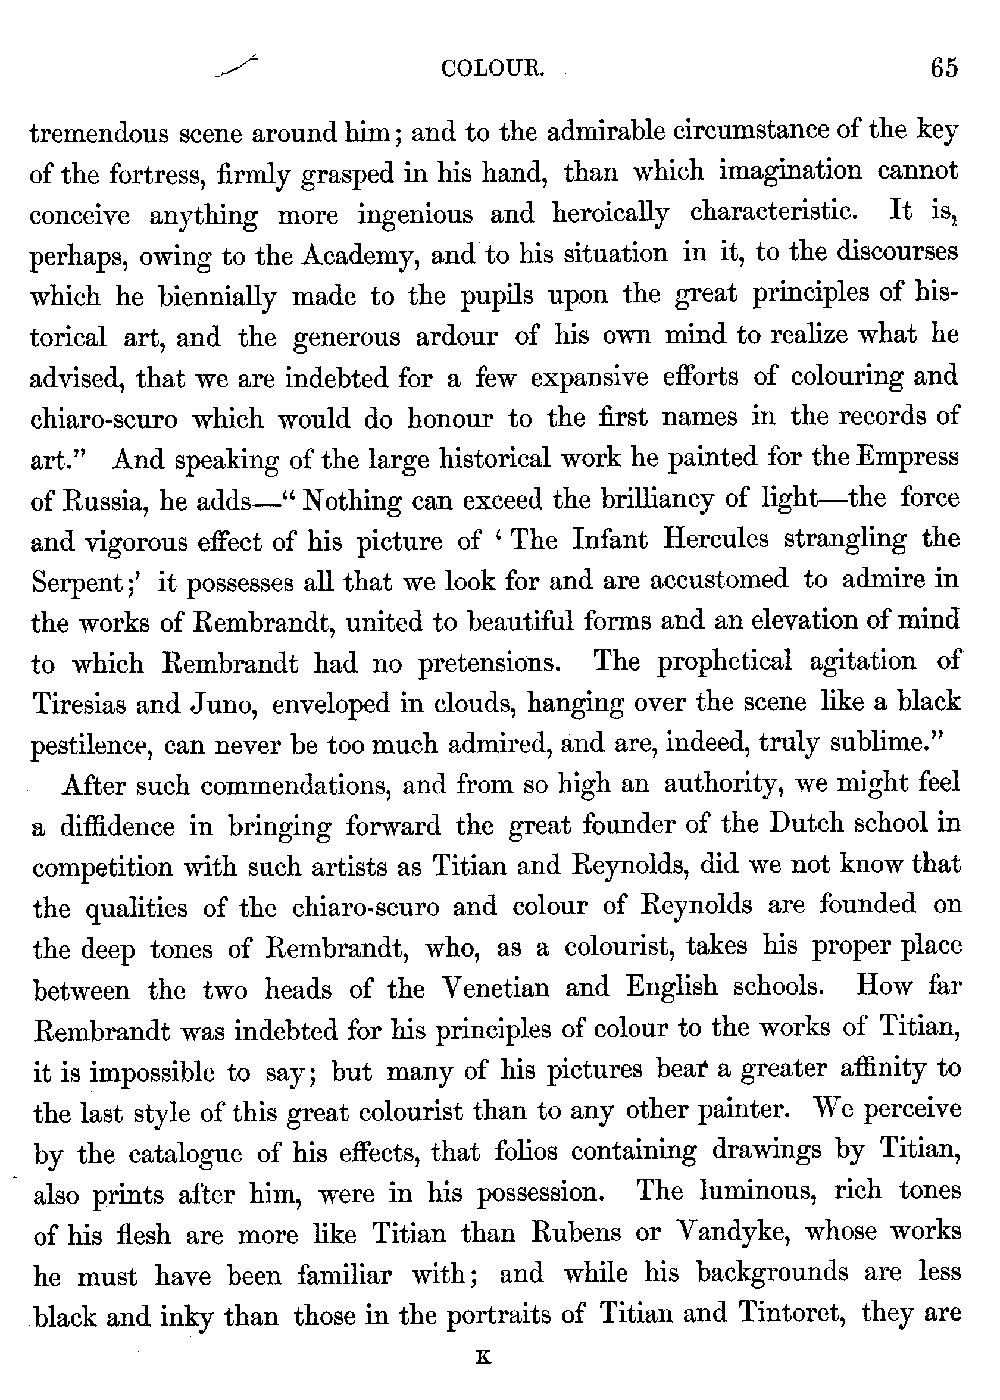 COLOUR. 65
tremendous scene around him; and to the admirable circumstance of the key
of the fortress, firmly grasped in his hand, than which imagination cannot
conceive anything more ingenious and heroically characteristic. It is,
perhaps, owing to the Academy, and to his situation in it, to the discourses
which he biennially made to the pupils upon the great principles of his-
torical art, and the generous ardour of his own mind to realize what he
advised, that we are indebted for a few expansive efforts of colouring and
chiaro-scuro which would do honour to the first names in the records of
art.” And speaking of the large historical work he painted for the Empress
of Russia, he adds—“ Nothing can exceed the brilliancy of light—the force
and vigorous effect of his picture of ‘ The Infant Hercules strangling the
Serpent;’ it possesses all that we look for and are accustomed to admire in
the works of Rembrandt, united to beautiful forms and an elevation of mind
to which Rembrandt had no pretensions. The prophetical agitation of
Tiresias and Juno, enveloped in clouds, hanging over the scene like a black
pestilence, can never be too much admired, and are, indeed, truly sublime.”
After such commendations, and from so high an authority, we might feel
a diffidence in bringing forward the great founder of the Dutch school in
competition with such artists as Titian and Reynolds, did we not know that
the qualities of the chiaro-scuro and colour of Reynolds are founded on
the deep tones of Rembrandt, who, as a colourist, takes his proper place
between the two heads of the Venetian and English schools. How far
Rembrandt was indebted for his principles of colour to the works of Titian,
it is impossible to say; but many of his pictures bear a greater affinity to
the last style of this great colourist than to any other painter. We perceive
by the catalogue of his effects, that folios containing drawings by Titian,
also prints after him, were in his possession. The luminous, rich tones
of his flesh are more like Titian than Rubens or Vandyke, whose works
he must have been familiar with; and while his backgrounds are less
black and inky than those in the portraits of Titian and Tintoret, they are
K